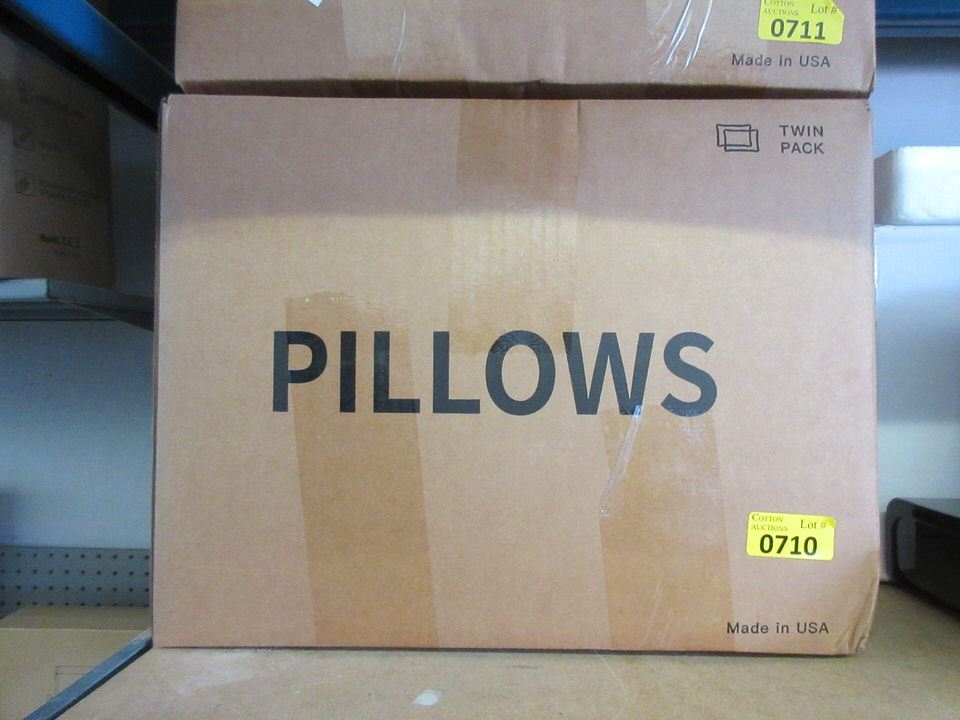 COTTON AUCTIONS Lot #
0711
Made in USA
TWIN
PACK
PILLOWS
COTTON AUCTIONS Lot #
0710
Made in USA